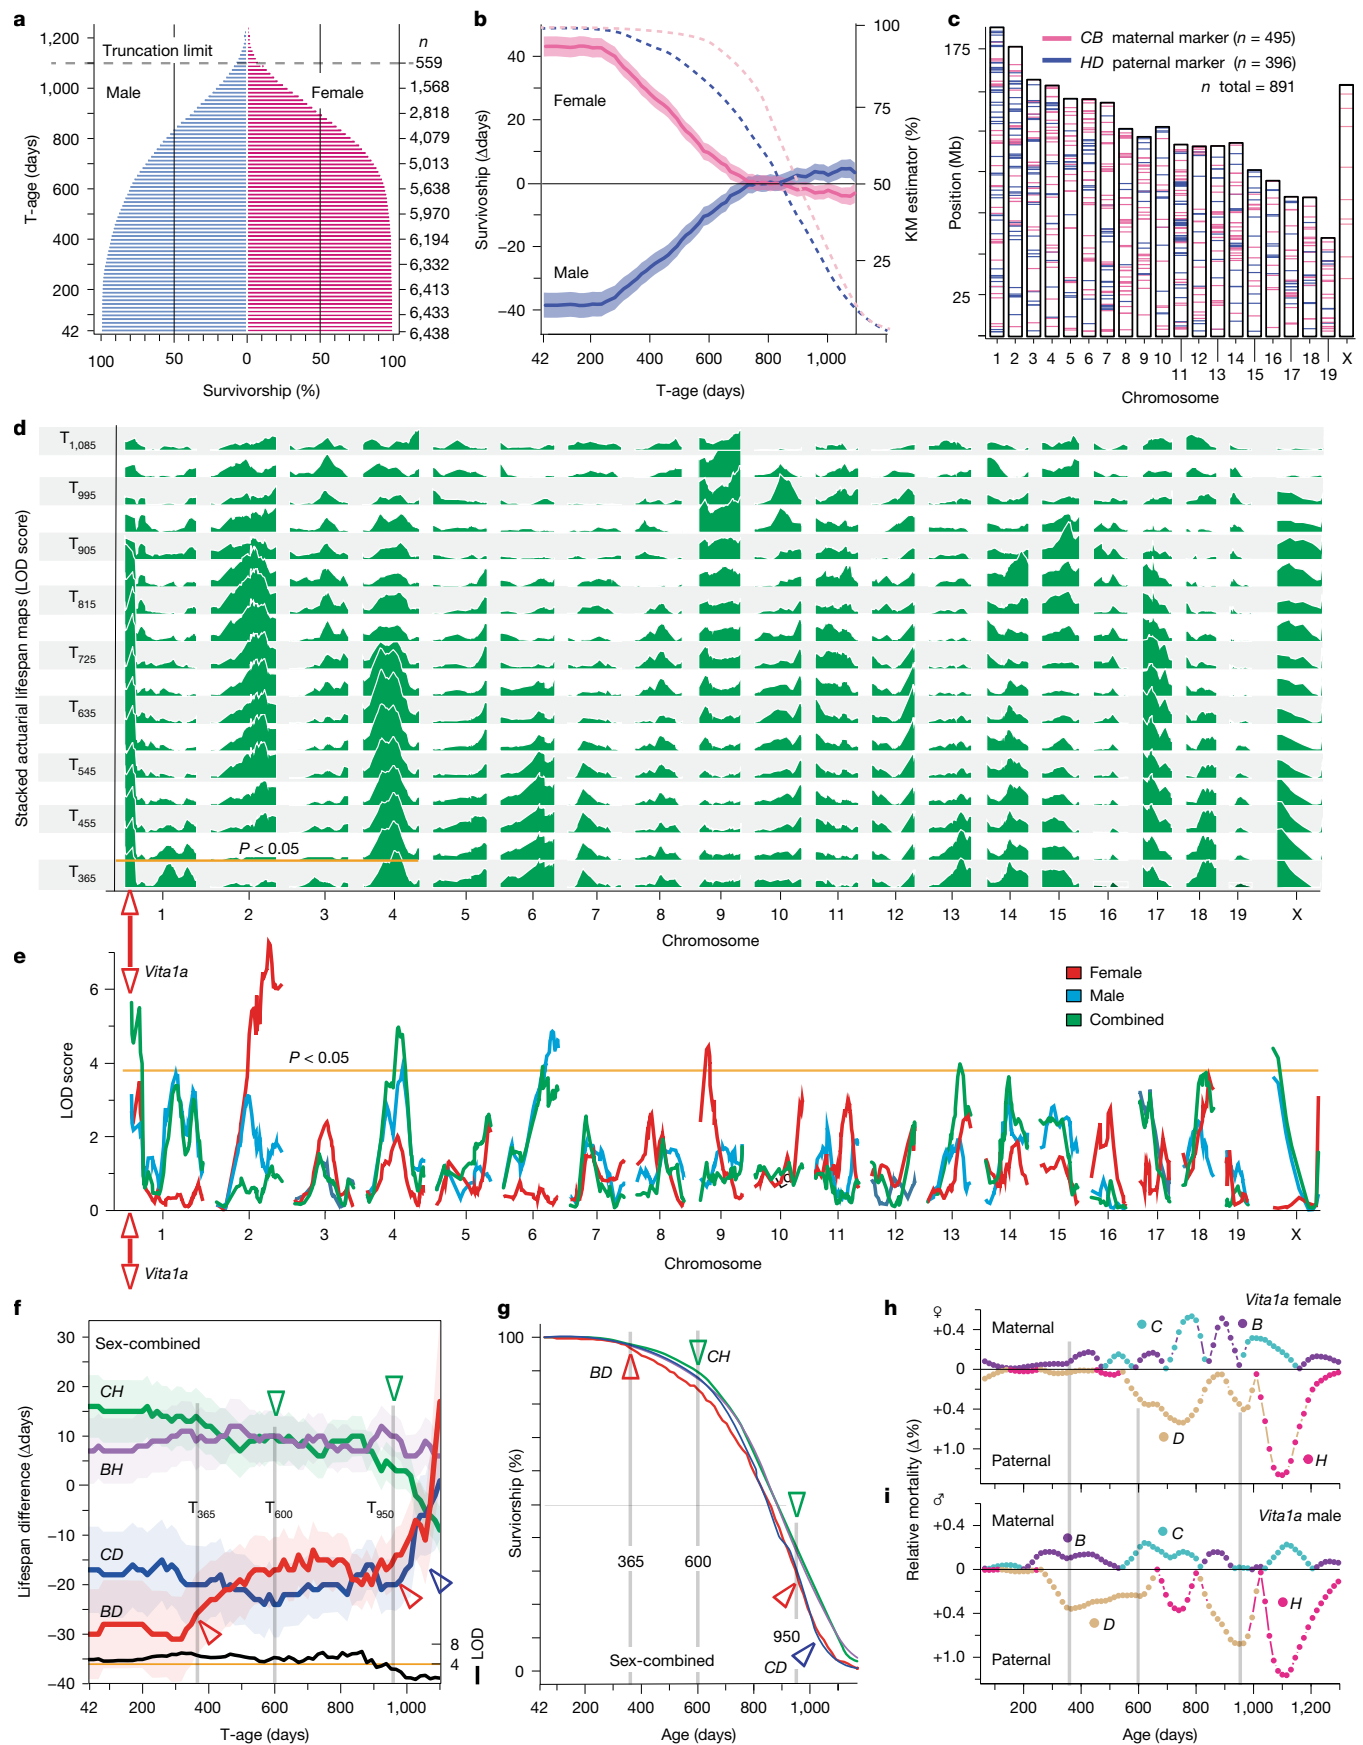 a
1,200
1,000
800
600
400
200
42
T-age (days)
Truncation limit
Male
Female
n
559
1,568
2,818
4,079
5,013
5,638
5,970
6,194
6,332
6,413
6,433
6,438
100 50 0 50 100
Survivorship (%)
b
40
20
0
−20
−40
Survivorship (Δdays)
Female
Male
100
75
50
25
KM estimator (%)
42 200 400 600 800 1,000
T-age (days)
c
175
25
Position (Mb)
CB maternal marker (n = 495)
HD paternal marker (n = 396)
n total = 891
1 2 3 4 5 6 7 8 9 10 12 14 16 18 X
11 13 15 17 19
Chromosome
d
Stacked actuarial lifespan maps (LOD score)
T1,085
T995
T905
T815
T725
T635
T545
T455
T365
P < 0.05
1 2 3 4 5 6 7 8 9 10 11 12 13 14 15 16 17 18 19 X
Chromosome
e
Vita1a
6
4
2
0
LOD score
P < 0.05
Female
Male
Combined
1 2 3 4 5 6 7 8 9 10 11 12 13 14 15 16 17 18 19 X
Chromosome
Vita1a
f
Sex-combined
30
20
10
0
−10
−20
−30
−40
Lifespan difference (Δdays)
CH
BH
CD
BD
T365
T600
T950
8
4
LOD
42 200 400 600 800 1,000
T-age (days)
g
100
0
Surviorship (%)
BD
CH
365
600
950
CD
Sex-combined
42 200 400 600 800 1,000
Age (days)
h
♀
Vita1a female
+0.4
0
+0.4
+1.0
Maternal
Paternal
C
B
D
H
Relative mortality (Δ%)
i
♂
Vita1a male
+0.4
0
+0.4
+1.0
Maternal
Paternal
B
C
D
H
200 400 600 800 1,000 1,200
Age (days)